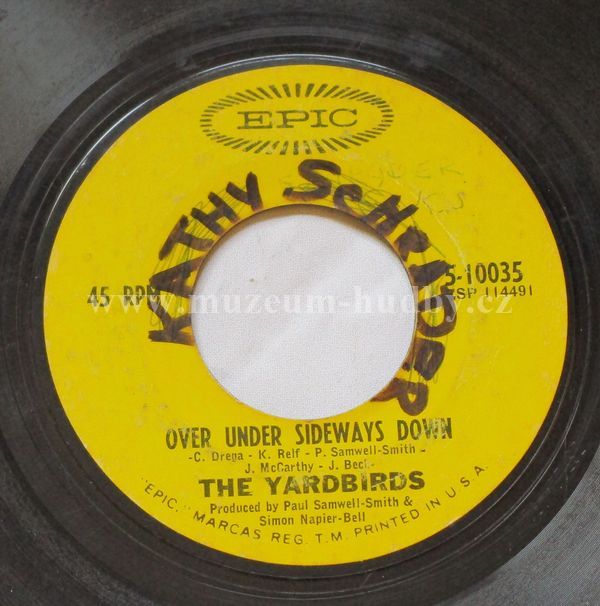 EPIC
KATHY SCHRADER
45 RPM
5-10035
ZSP 114491
www.muzeum-hudby.cz
OVER UNDER SIDEWAYS DOWN
-C. Drega - K. Relf - P. Samwell-Smith -
J. McCarthy - J. Beck-
THE YARDBIRDS
Produced by Paul Samwell-Smith &
Simon Napier-Bell
"EPIC," MARCAS REG. T.M. PRINTED IN U.S.A.